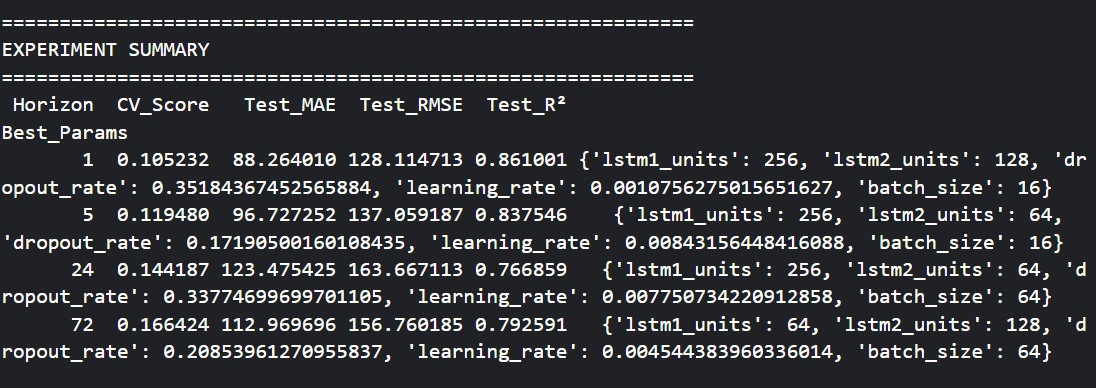 ============================================================
EXPERIMENT SUMMARY
============================================================
 Horizon  CV_Score   Test_MAE  Test_RMSE  Test_R²
Best_Params
       1  0.105232  88.264010 128.114713 0.861001 {'lstm1_units': 256, 'lstm2_units': 128, 'dr
opout_rate': 0.35184367452565884, 'learning_rate': 0.0010756275015651627, 'batch_size': 16}
       5  0.119480  96.727252 137.059187 0.837546    {'lstm1_units': 256, 'lstm2_units': 64,
'dropout_rate': 0.17190500160108435, 'learning_rate': 0.00843156448416088, 'batch_size': 16}
      24  0.144187 123.475425 163.667113 0.766859   {'lstm1_units': 256, 'lstm2_units': 64, 'd
ropout_rate': 0.33774699699701105, 'learning_rate': 0.007750734220912858, 'batch_size': 64}
      72  0.166424 112.969696 156.760185 0.792591   {'lstm1_units': 64, 'lstm2_units': 128, 'd
ropout_rate': 0.20853961270955837, 'learning_rate': 0.004544383960336014, 'batch_size': 64}